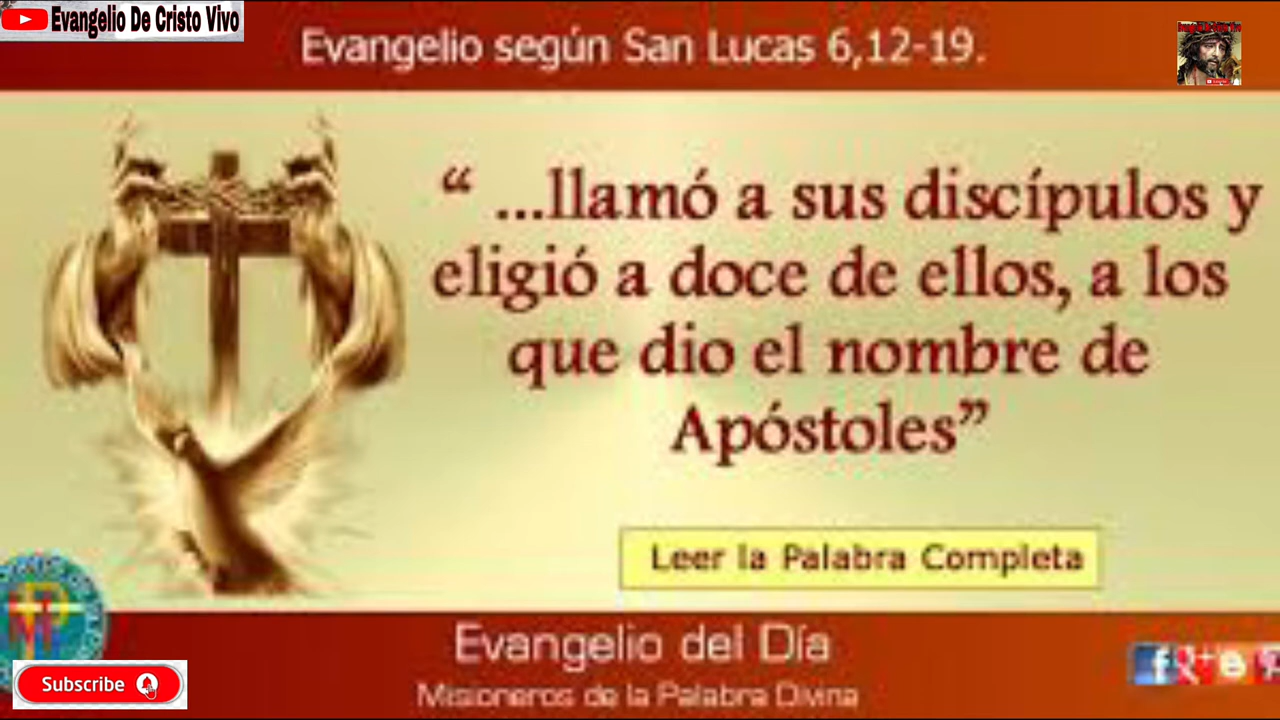 Evangelio De Cristo Vivo
Evangelio según San Lucas 6,12-19.
“ ...llamó a sus discípulos y
eligió a doce de ellos, a los
que dio el nombre de
Apóstoles”
Leer la Palabra Completa
Evangelio del Día
Misioneros de la Palabra Divina
Subscribe